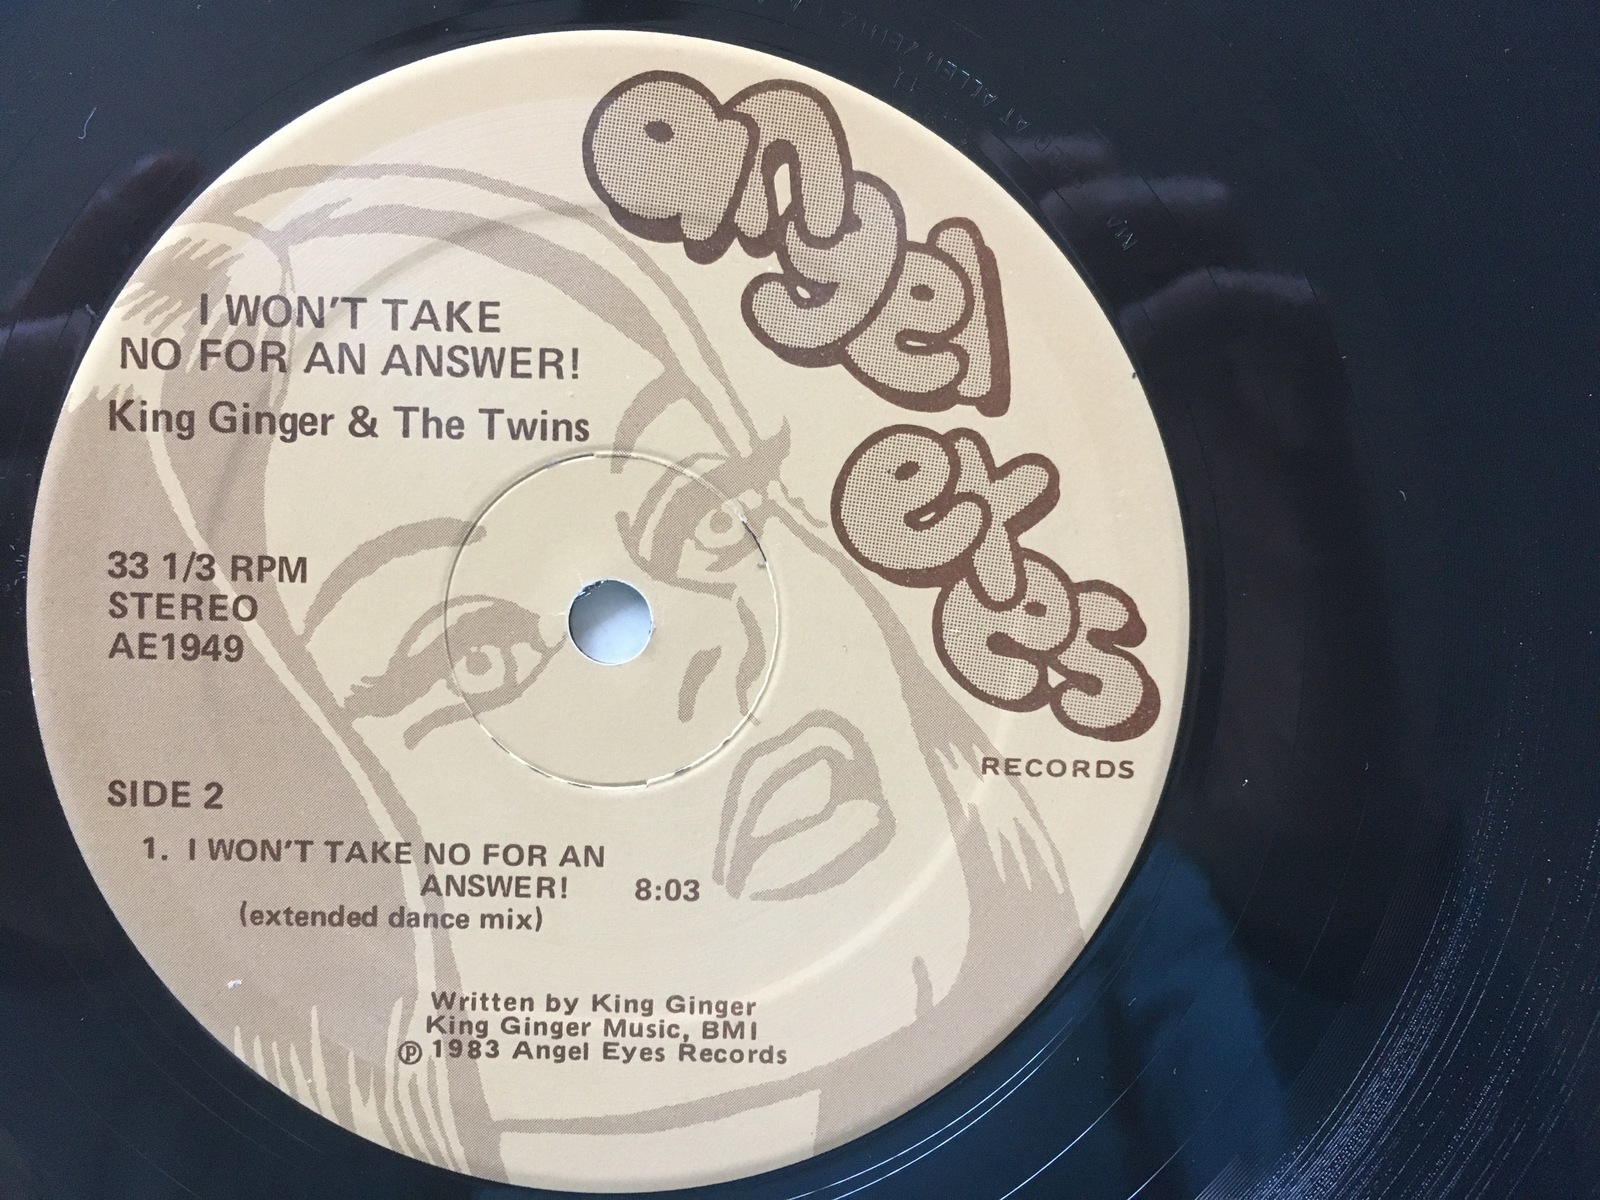 angel
eyes
RECORDS
I WON'T TAKE
NO FOR AN ANSWER!
King Ginger & The Twins
33 1/3 RPM
STEREO
AE1949
SIDE 2
1. I WON'T TAKE NO FOR AN
ANSWER! 8:03
(extended dance mix)
Written by King Ginger
King Ginger Music, BMI
℗ 1983 Angel Eyes Records
AT ALLEN